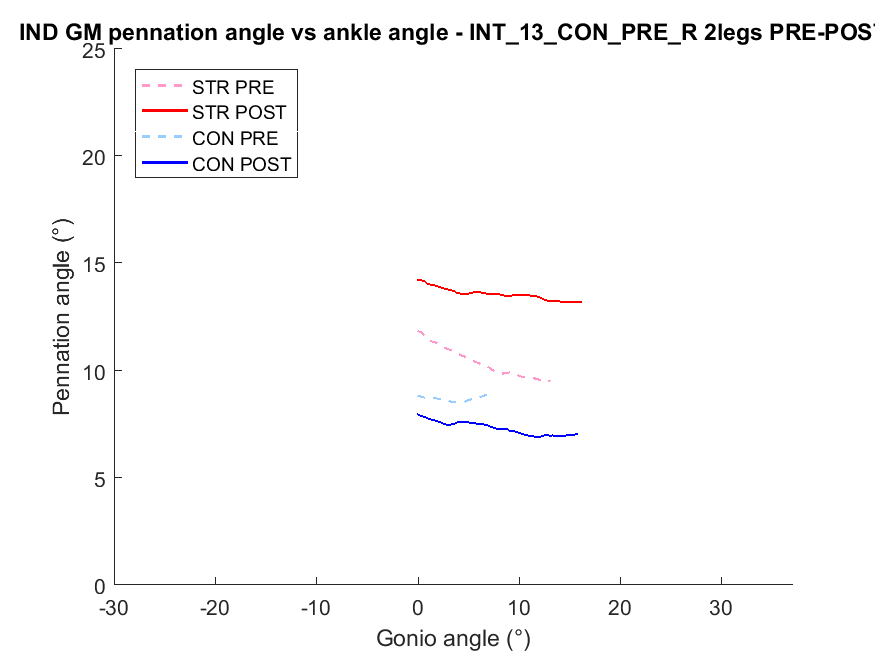 IND GM pennation angle vs ankle angle - INT_13_CON_PRE_R 2legs PRE-POST
25
STR PRE
STR POST
CON PRE
CON POST
20
15
10
5
0
Pennation angle (°)
-30
-20
-10
0
10
20
30
Gonio angle (°)